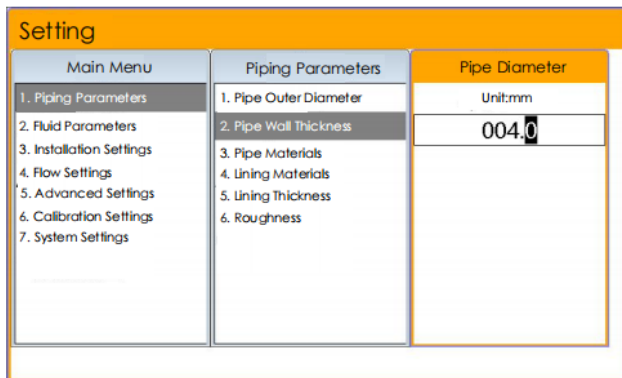 Setting
Main Menu
1. Piping Parameters
2. Fluid Parameters
3. Installation Settings
4. Flow Settings
5. Advanced Settings
6. Calibration Settings
7. System Settings
Piping Parameters
1. Pipe Outer Diameter
2. Pipe Wall Thickness
3. Pipe Materials
4. Lining Materials
5. Lining Thickness
6. Roughness
Pipe Diameter
Unit:mm
004.0